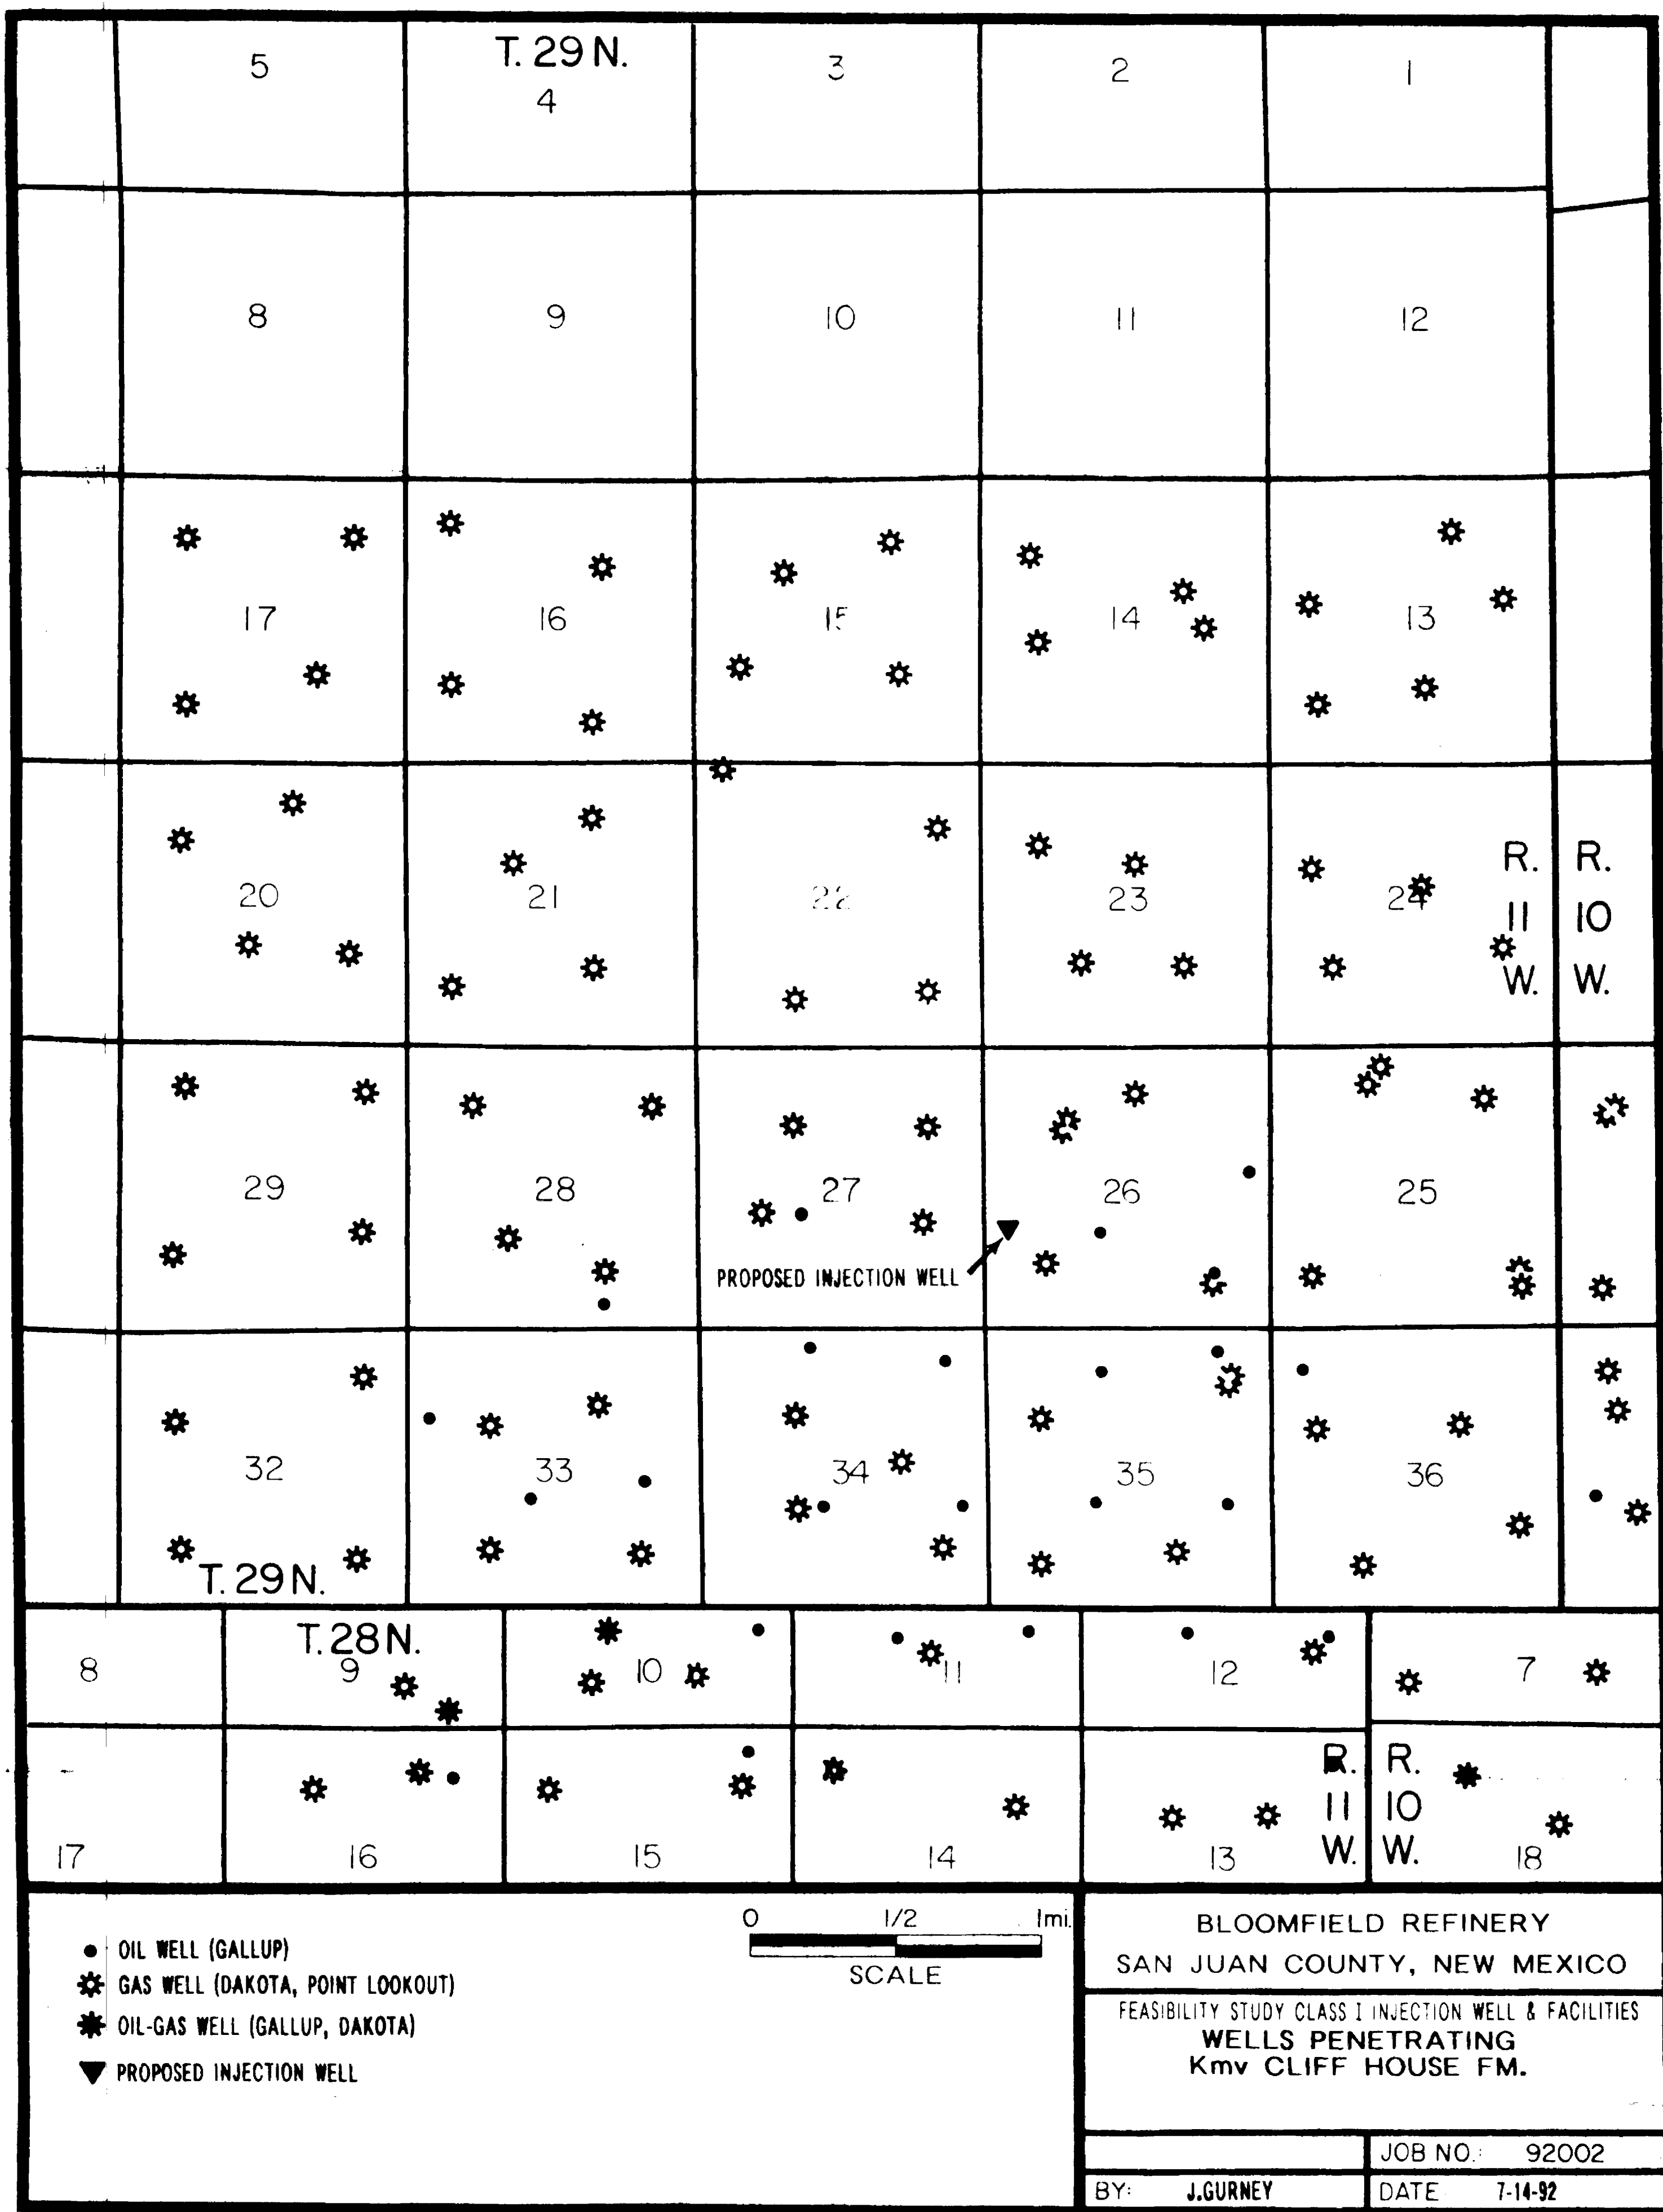 T. 29 N.
5
4
3
2
1
8
9
10
11
12
17
16
15
14
13
20
21
22
23
24
R. R.
11 10
W. W.
29
28
27
26
25
PROPOSED INJECTION WELL
32
33
34
35
36
T. 29 N.
T. 28 N.
8
9
10
11
12
7
R. R.
11 10
W. W.
17
16
15
14
13
18
0 1/2 1mi.
SCALE
OIL WELL (GALLUP)
GAS WELL (DAKOTA, POINT LOOKOUT)
OIL-GAS WELL (GALLUP, DAKOTA)
PROPOSED INJECTION WELL
BLOOMFIELD REFINERY
SAN JUAN COUNTY, NEW MEXICO
FEASIBILITY STUDY CLASS I INJECTION WELL & FACILITIES
WELLS PENETRATING
Kmv CLIFF HOUSE FM.
JOB NO.: 92002
BY: J.GURNEY DATE 7-14-92